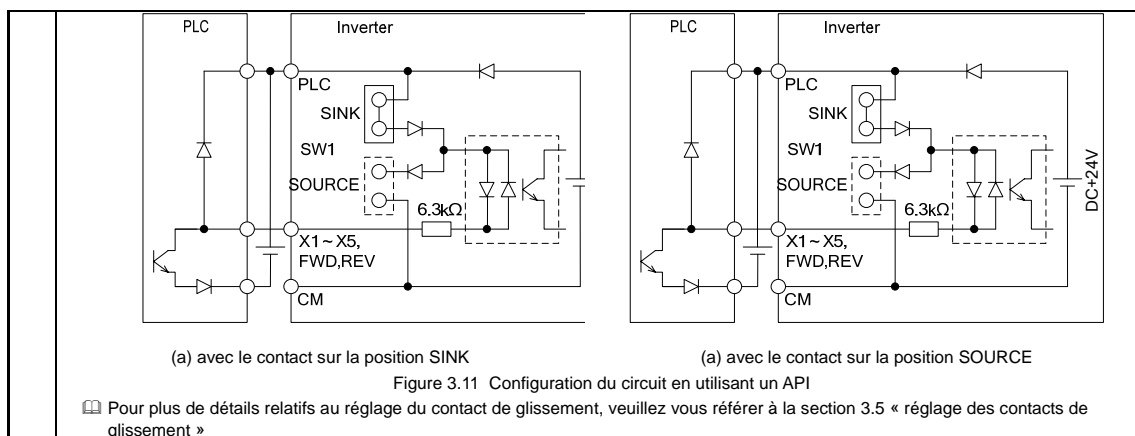 PLC
Inverter
PLC
SINK
SW1
SOURCE
6.3kΩ
X1~X5,
FWD,REV
CM
PLC
Inverter
PLC
SINK
SW1
SOURCE
6.3kΩ
X1~X5,
FWD,REV
CM
DC+24V
(a) avec le contact sur la position SINK
(a) avec le contact sur la position SOURCE
Figure 3.11 Configuration du circuit en utilisant un API
Pour plus de détails relatifs au réglage du contact de glissement, veuillez vous référer à la section 3.5 « réglage des contacts de
glissement »